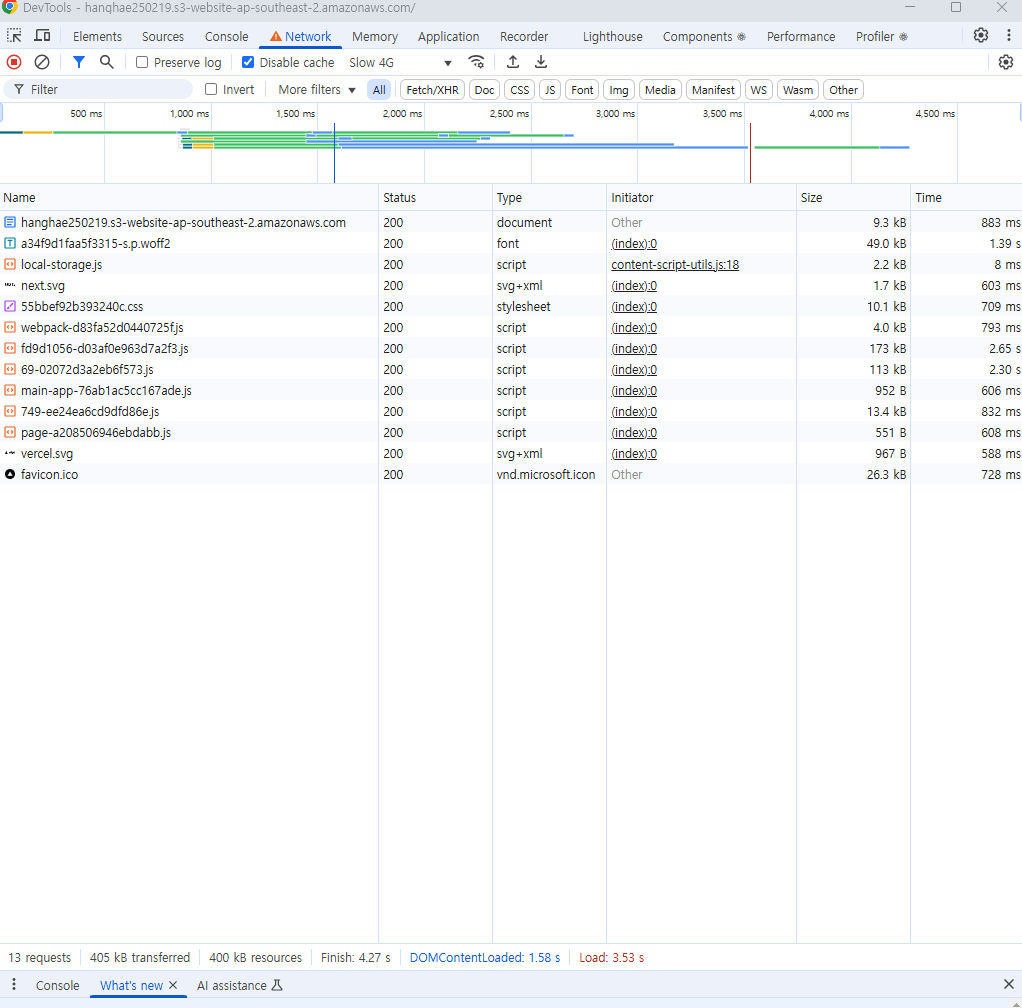 DevTools - hanghae250219.s3-website-ap-southeast-2.amazonaws.com/
Elements Sources Console Network Memory Application Recorder Lighthouse Components Performance Profiler
Preserve log Disable cache Slow 4G
Filter Invert More filters All Fetch/XHR Doc CSS JS Font Img Media Manifest WS Wasm Other
500 ms 1,000 ms 1,500 ms 2,000 ms 2,500 ms 3,000 ms 3,500 ms 4,000 ms 4,500 ms
Name Status Type Initiator Size Time
hanghae250219.s3-website-ap-southeast-2.amazonaws.com 200 document Other 9.3 kB 883 ms
a34f9d1faa5f3315-s.p.woff2 200 font (index):0 49.0 kB 1.39 s
local-storage.js 200 script content-script-utils.js:18 2.2 kB 8 ms
next.svg 200 svg+xml (index):0 1.7 kB 603 ms
55bbef92b393240c.css 200 stylesheet (index):0 10.1 kB 709 ms
webpack-d83fa52d0440725f.js 200 script (index):0 4.0 kB 793 ms
fd9d1056-d03af0e963d7a2f3.js 200 script (index):0 173 kB 2.65 s
69-02072d3a2eb6f573.js 200 script (index):0 113 kB 2.30 s
main-app-76ab1ac5cc167ade.js 200 script (index):0 952 B 606 ms
749-ee24ea6cd9dfd86e.js 200 script (index):0 13.4 kB 832 ms
page-a208506946ebdabb.js 200 script (index):0 551 B 608 ms
vercel.svg 200 svg+xml (index):0 967 B 588 ms
favicon.ico 200 vnd.microsoft.icon Other 26.3 kB 728 ms
13 requests 405 kB transferred 400 kB resources Finish: 4.27 s DOMContentLoaded: 1.58 s Load: 3.53 s
Console What's new AI assistance